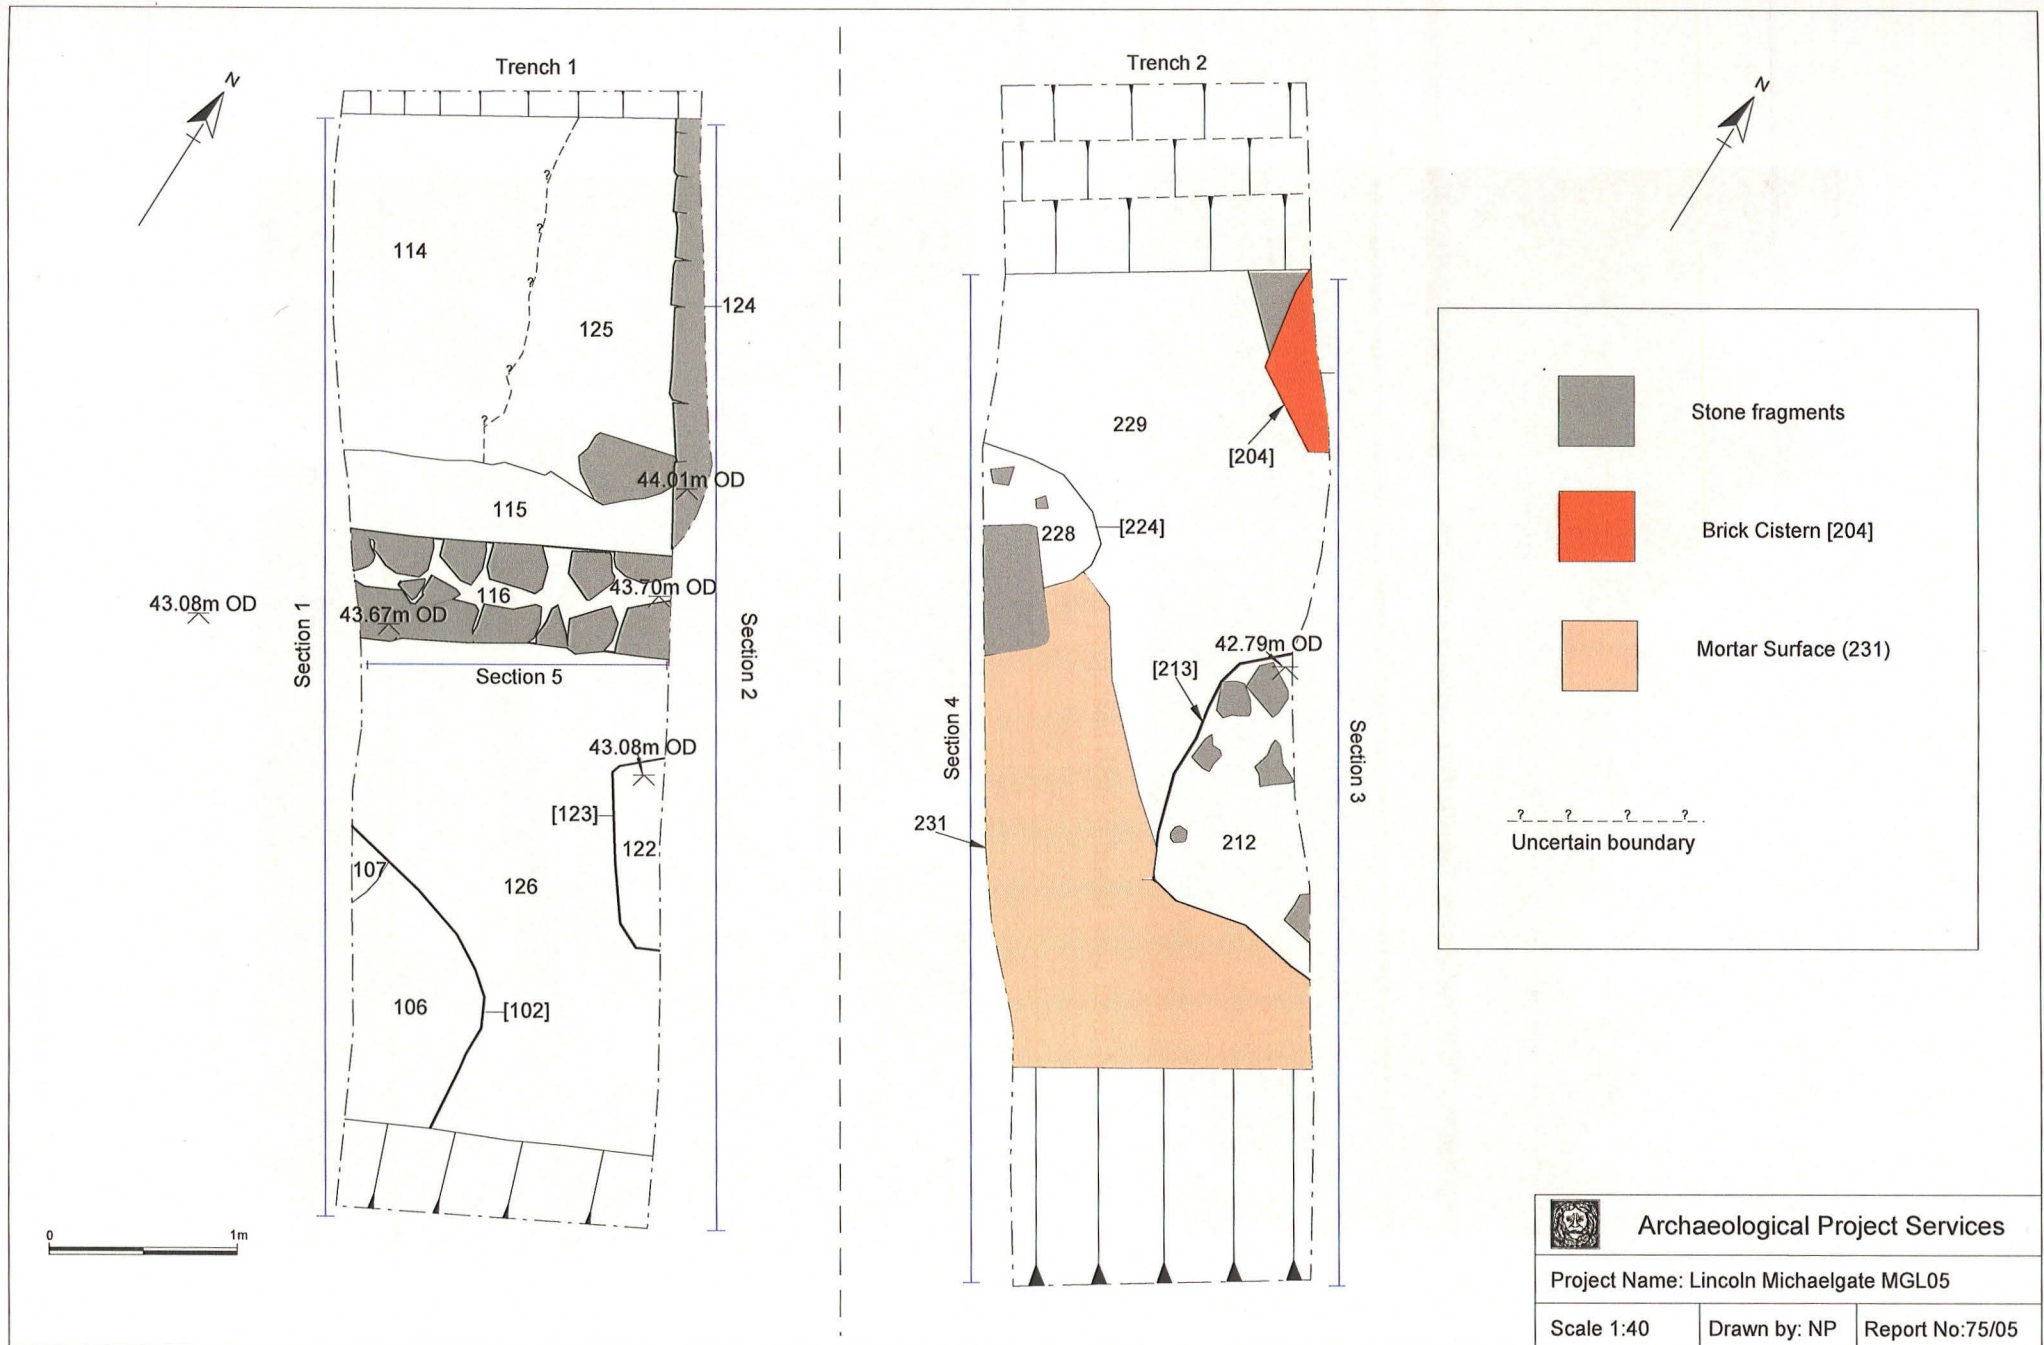 Trench 1
N
114
125
124
44.01m OD
115
116
43.70m OD
43.67m OD
43.08m OD
Section 1
Section 2
Section 5
43.08m OD
[123]
122
107
126
106
[102]
0 1m
Trench 2
N
229
[204]
228
[224]
42.79m OD
[213]
Section 4
Section 3
231
212
Stone fragments
Brick Cistern [204]
Mortar Surface (231)
? ? ? ?
Uncertain boundary
? ? ? ? ?
Archaeological Project Services
Project Name: Lincoln Michaelgate MGL05
Scale 1:40
Drawn by: NP
Report No:75/05